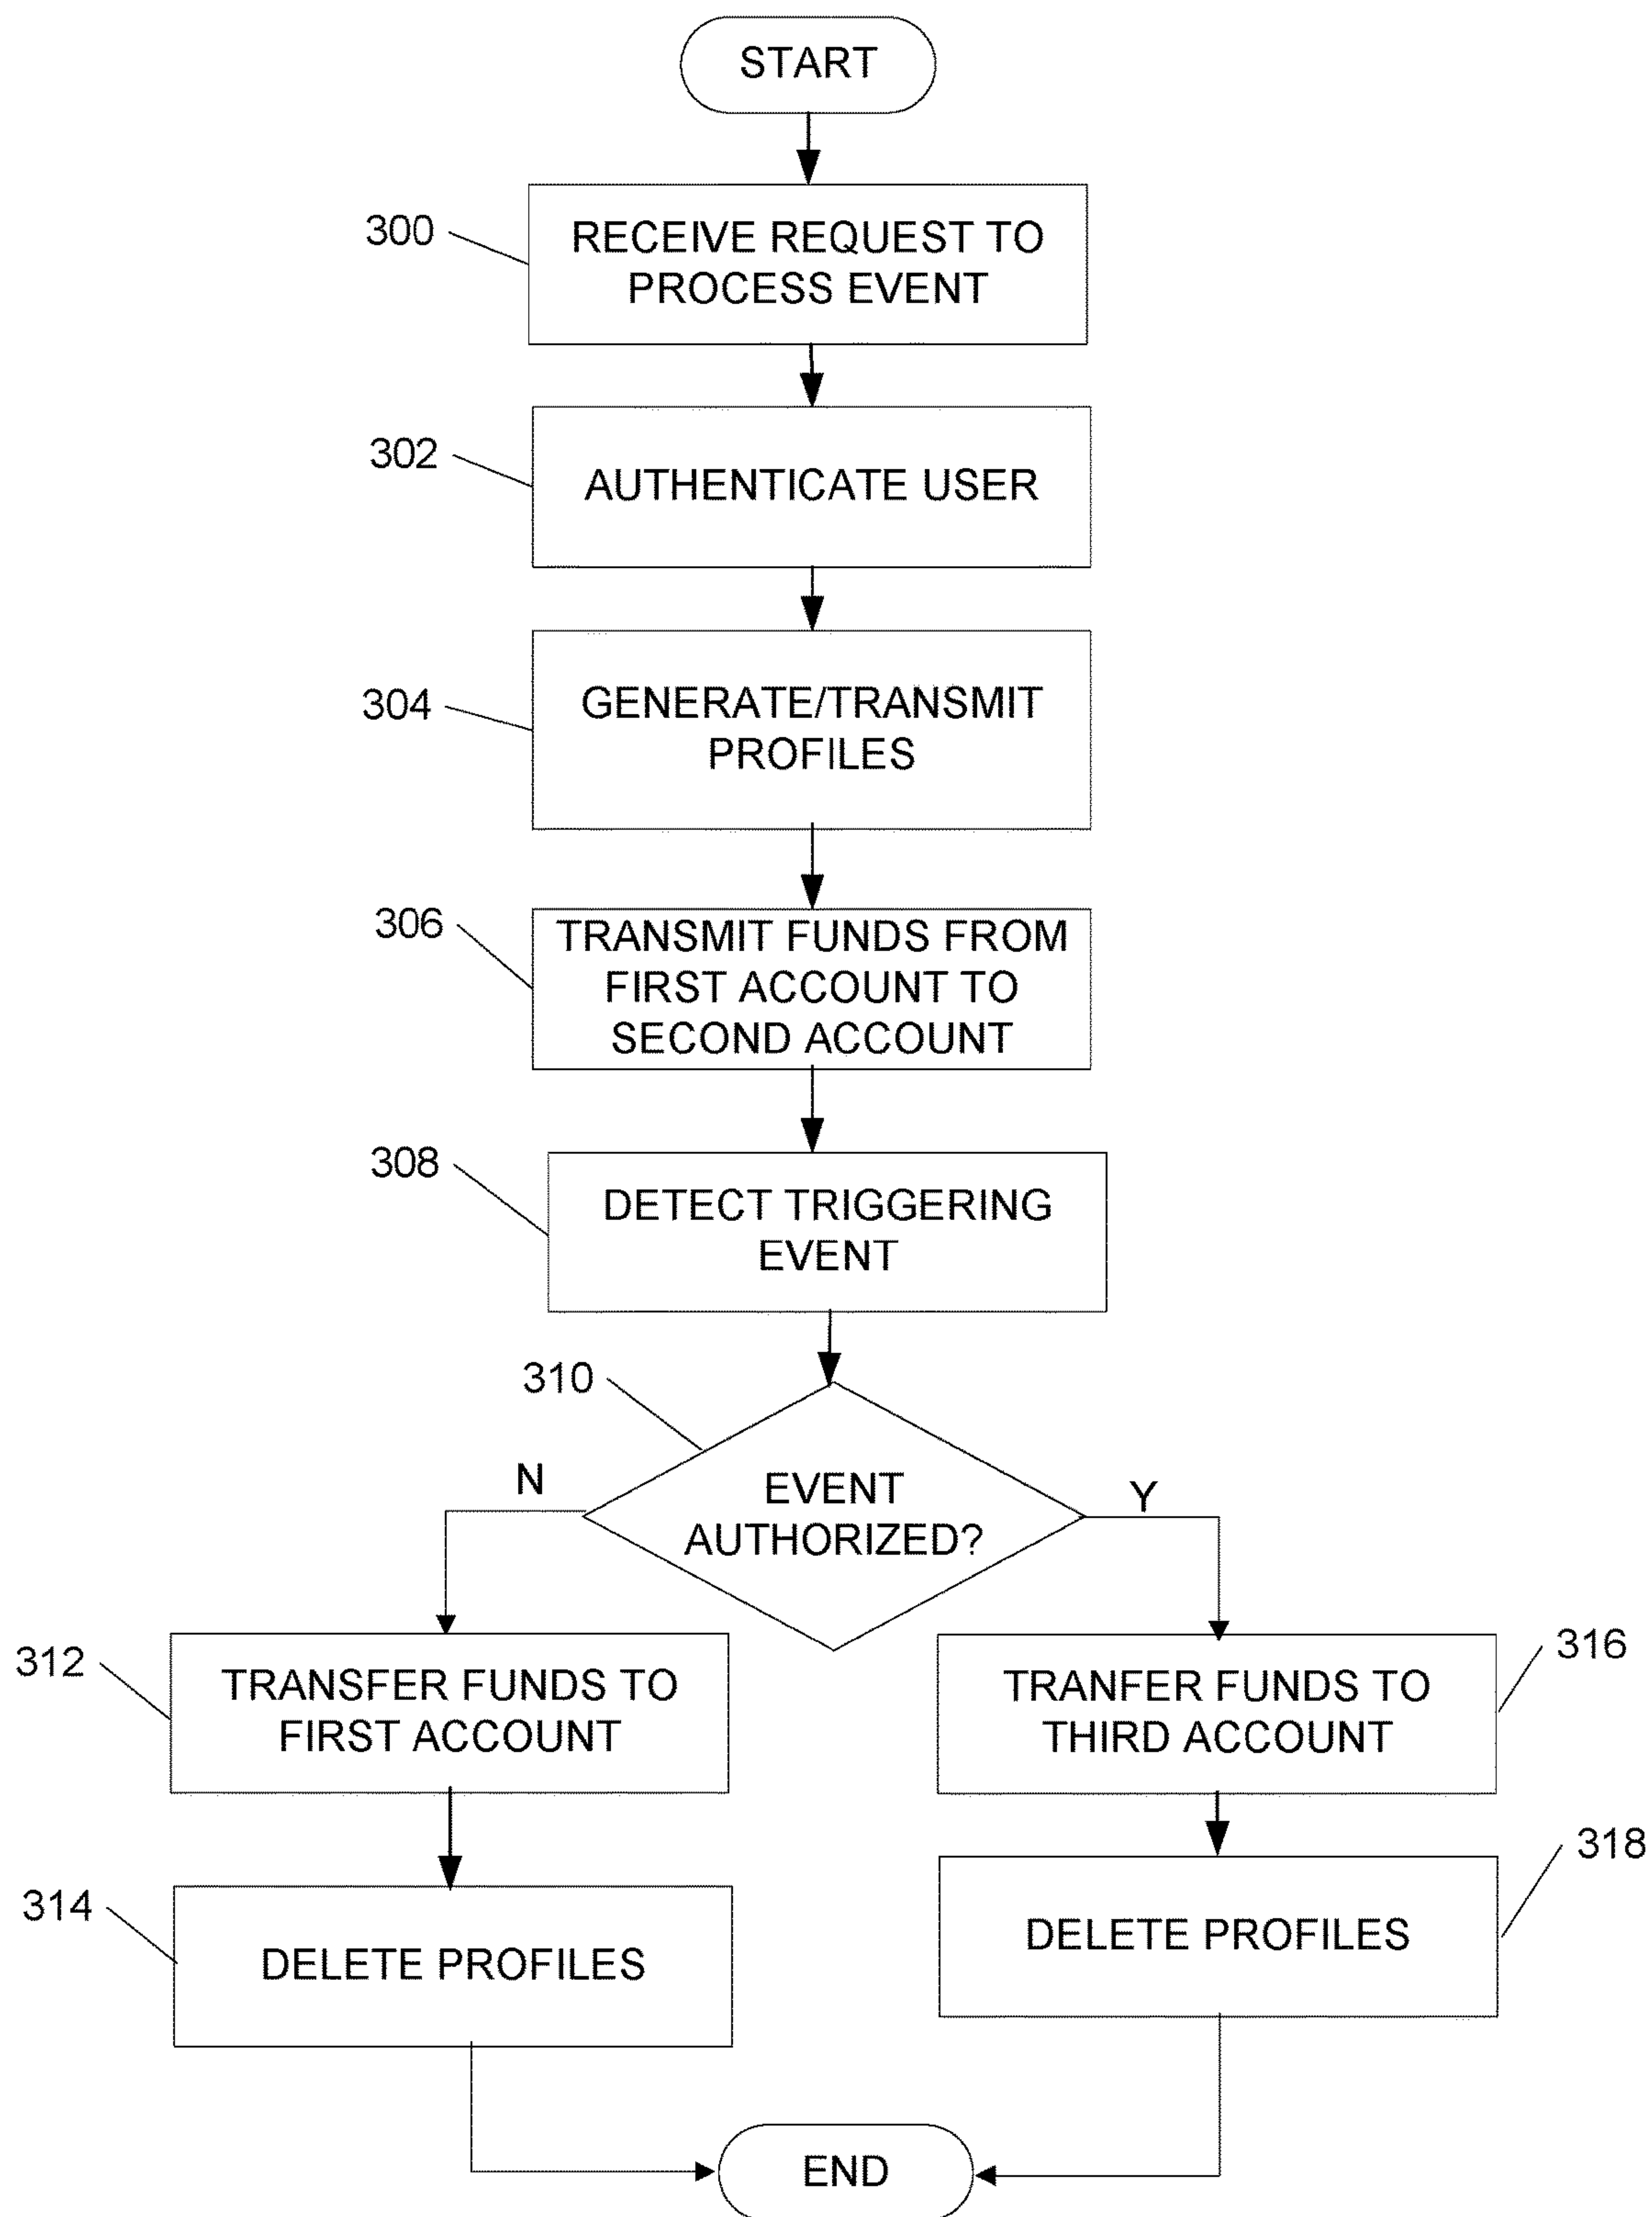 START
300
RECEIVE REQUEST TO
PROCESS EVENT
302
AUTHENTICATE USER
304
GENERATE/TRANSMIT
PROFILES
306
TRANSMIT FUNDS FROM
FIRST ACCOUNT TO
SECOND ACCOUNT
308
DETECT TRIGGERING
EVENT
310
EVENT
AUTHORIZED?
N
Y
312
TRANSFER FUNDS TO
FIRST ACCOUNT
316
TRANFER FUNDS TO
THIRD ACCOUNT
314
DELETE PROFILES
318
DELETE PROFILES
END